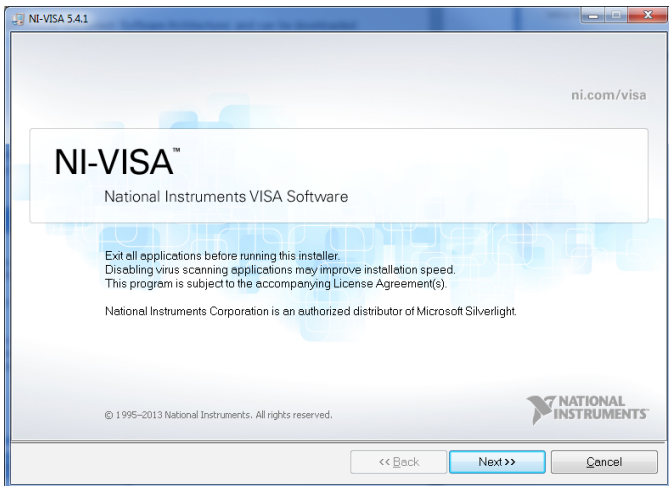 NI-VISA 5.4.1
ni.com/visa
NI-VISA™
National Instruments VISA Software
Exit all applications before running this installer.
Disabling virus scanning applications may improve installation speed.
This program is subject to the accompanying License Agreement(s).
National Instruments Corporation is an authorized distributor of Microsoft Silverlight.
© 1995–2013 National Instruments. All rights reserved.
NATIONAL
INSTRUMENTS™
<< Back Next >> Cancel